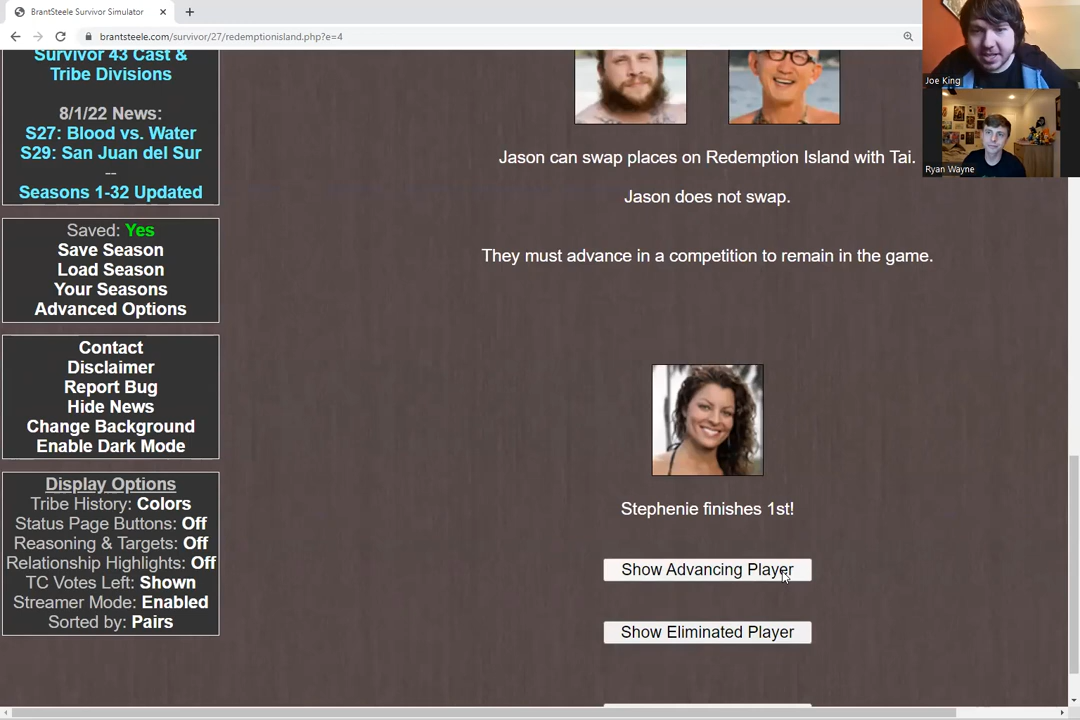 BrantSteele Survivor Simulator
brantsteele.com/survivor/27/redemptionisland.php?e=4
Joe King
Ryan Wayne
Survivor 43 Cast &
Tribe Divisions
8/1/22 News:
S27: Blood vs. Water
S29: San Juan del Sur
--
Seasons 1-32 Updated
Saved: Yes
Save Season
Load Season
Your Seasons
Advanced Options
Contact
Disclaimer
Report Bug
Hide News
Change Background
Enable Dark Mode
Display Options
Tribe History: Colors
Status Page Buttons: Off
Reasoning & Targets: Off
Relationship Highlights: Off
TC Votes Left: Shown
Streamer Mode: Enabled
Sorted by: Pairs
Jason can swap places on Redemption Island with Tai.
Jason does not swap.
They must advance in a competition to remain in the game.
Stephenie finishes 1st!
Show Advancing Player
Show Eliminated Player